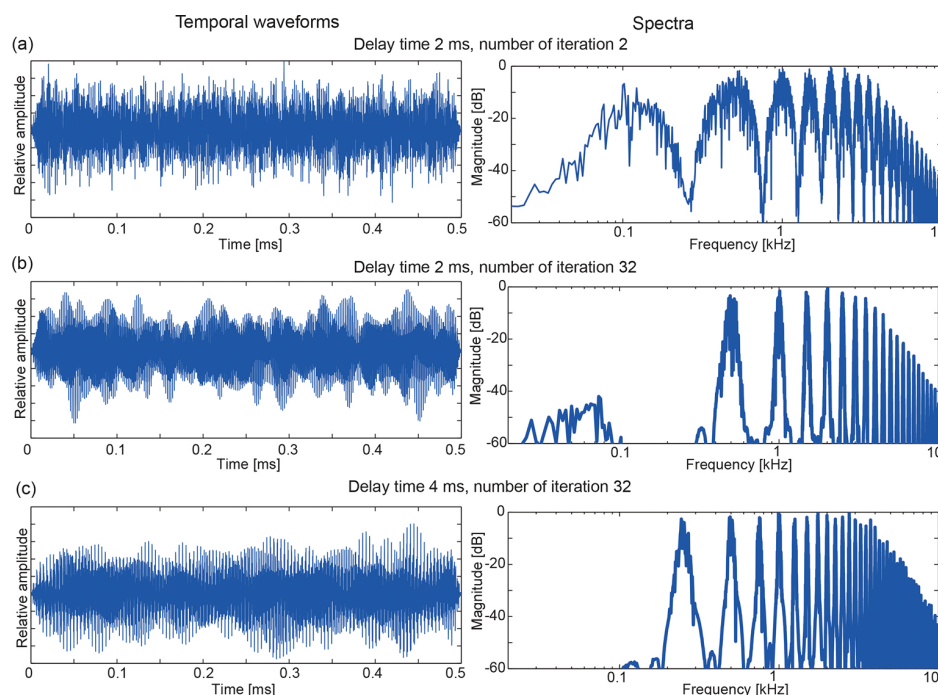 Temporal waveforms
Spectra
(a)
Delay time 2 ms, number of iteration 2
Relative amplitude
0
0.1
0.2
0.3
0.4
0.5
Time [ms]
Magnitude [dB]
0
-20
-40
-60
0.1
1
1
Frequency [kHz]
(b)
Delay time 2 ms, number of iteration 32
Relative amplitude
0
0.1
0.2
0.3
0.4
0.5
Time [ms]
Magnitude [dB]
0
-20
-40
-60
0.1
1
10
Frequency [kHz]
(c)
Delay time 4 ms, number of iteration 32
Relative amplitude
0
0.1
0.2
0.3
0.4
0.5
Time [ms]
Magnitude [dB]
0
-20
-40
-60
0.1
1
10
Frequency [kHz]